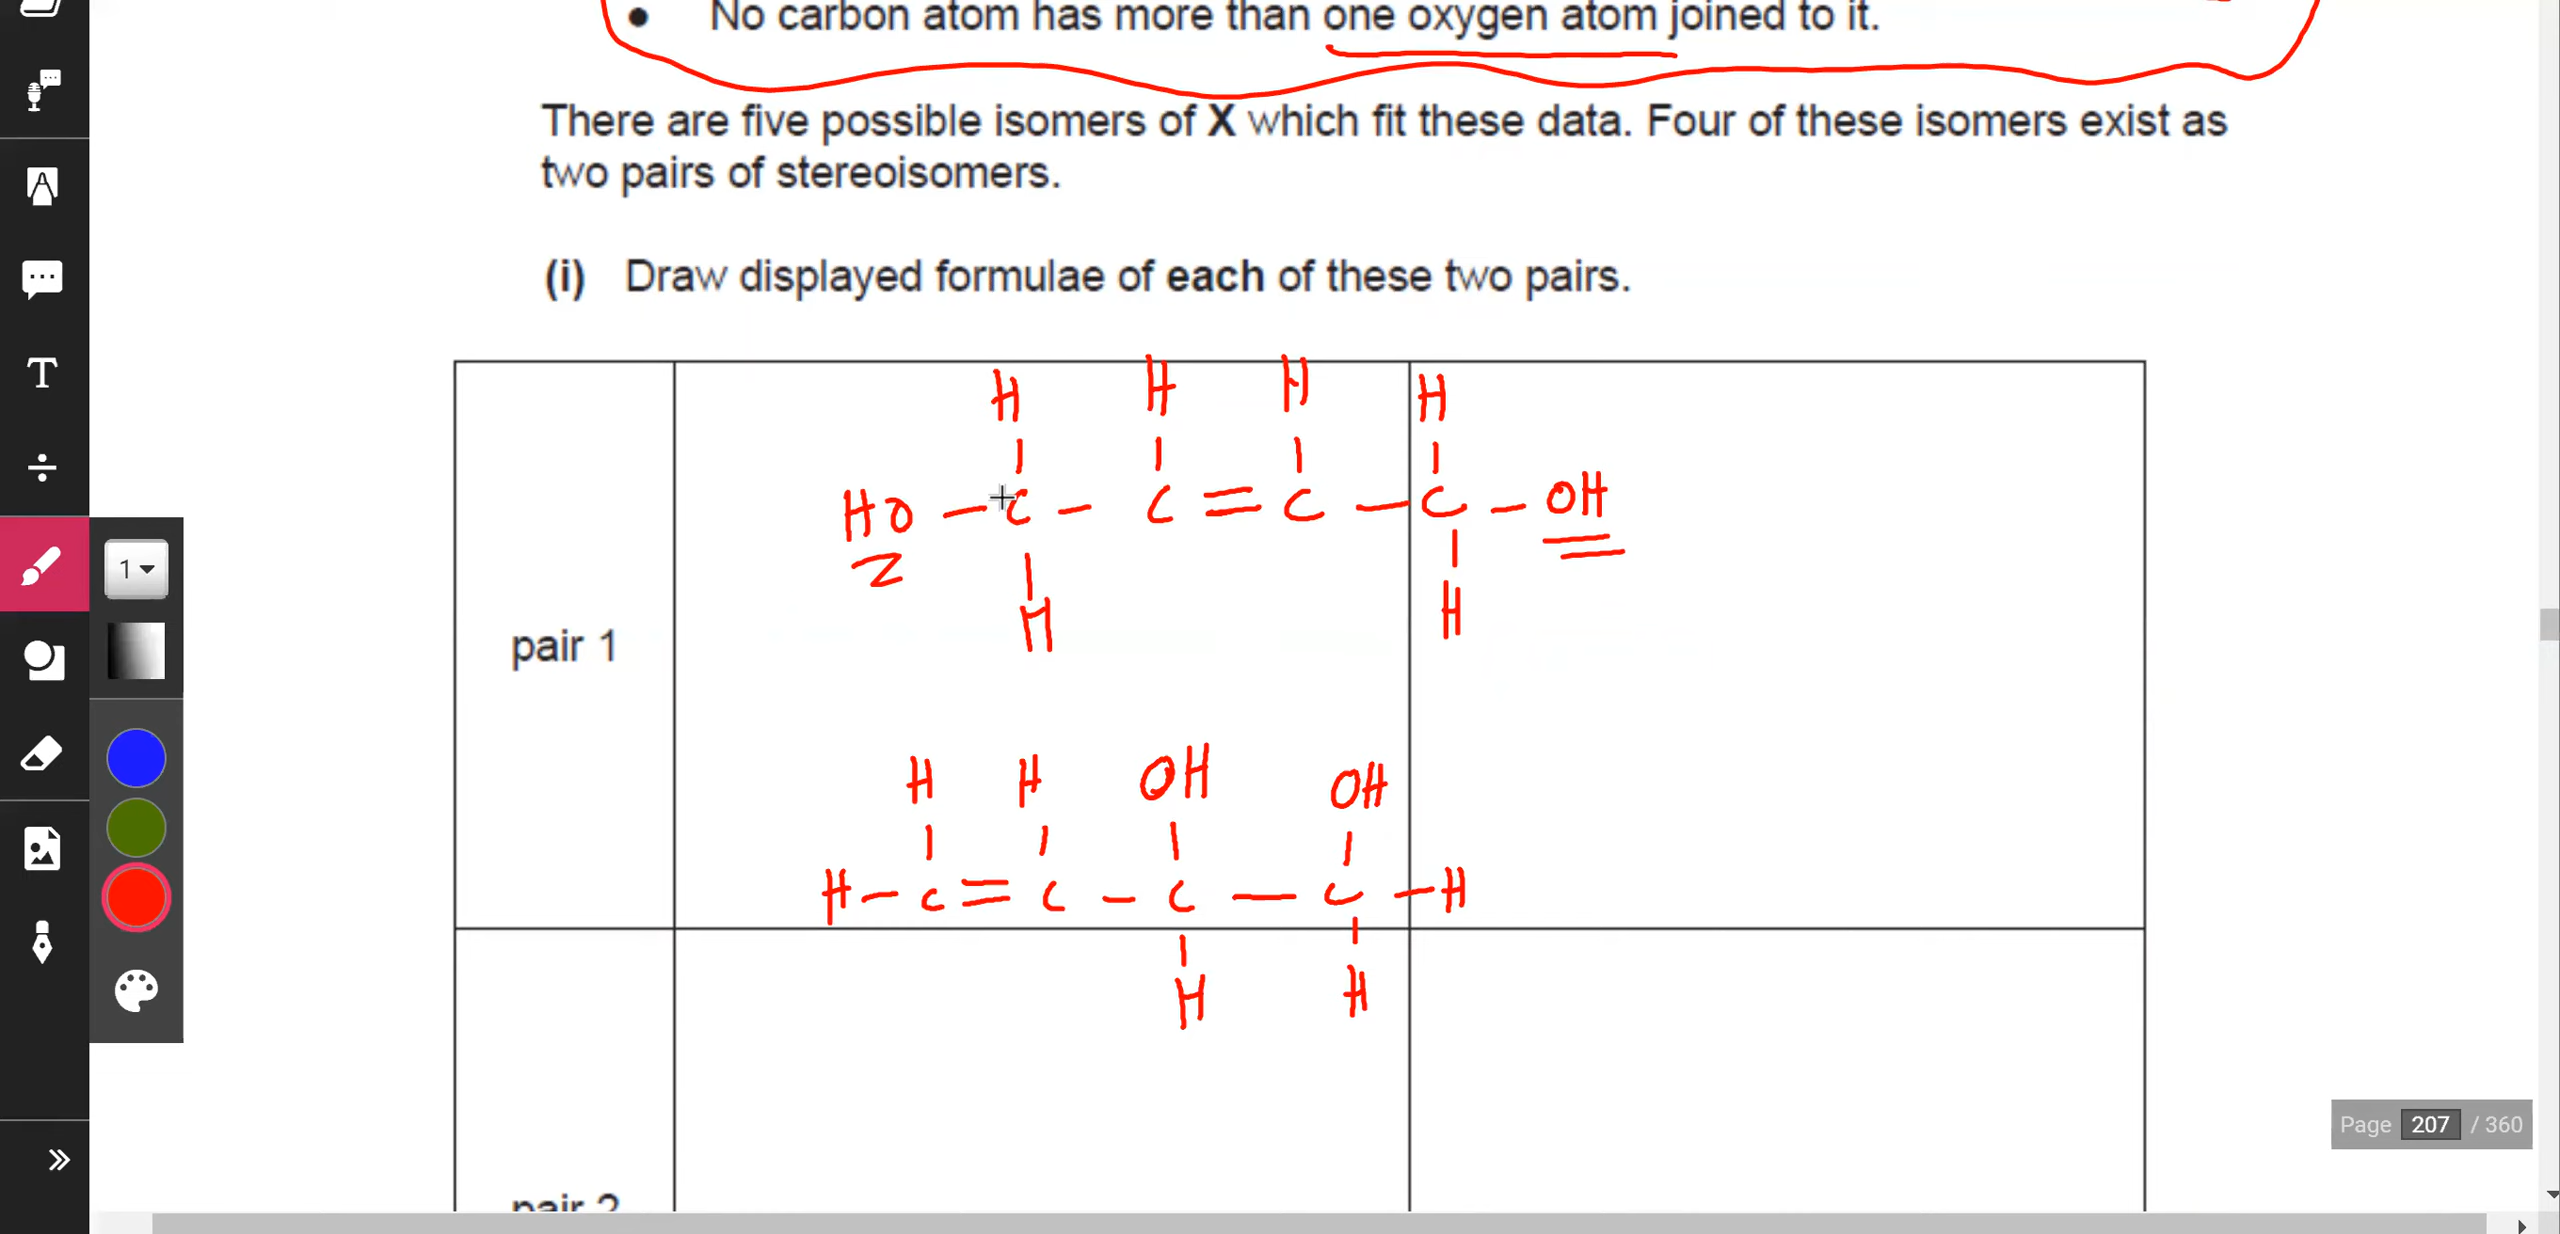 • No carbon atom has more than one oxygen atom joined to it.
There are five possible isomers of X which fit these data. Four of these isomers exist as
two pairs of stereoisomers.
(i) Draw displayed formulae of each of these two pairs.
H H H H
HO – C – C = C – C – OH
H H
pair 1
H H OH OH
H – C = C – C – C – H
H H
pair 2
T
÷
1
Page 207 / 360